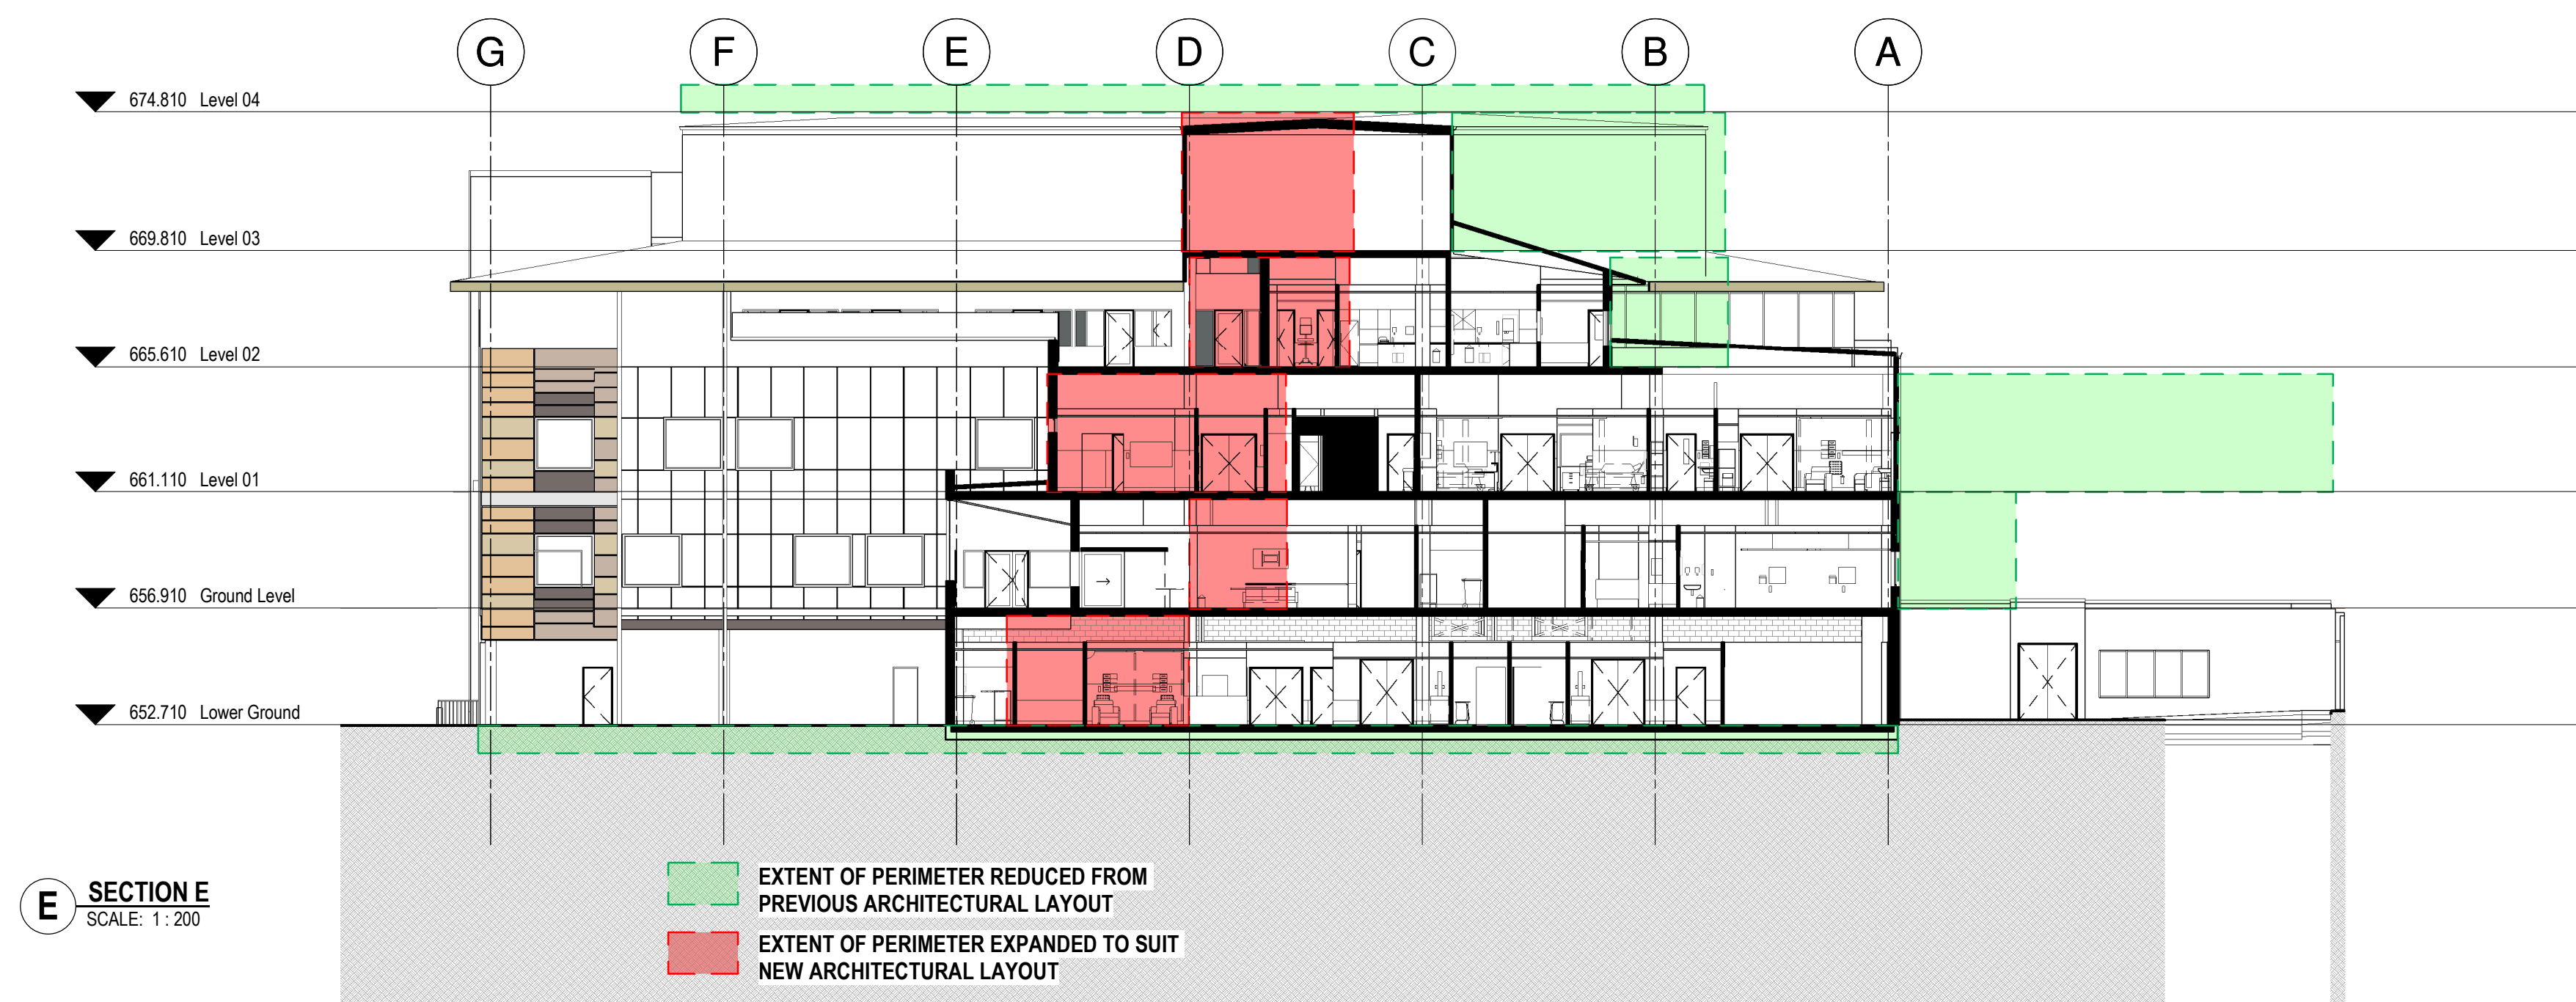 G F E D C B A
674.810 Level 04
669.810 Level 03
665.610 Level 02
661.110 Level 01
656.910 Ground Level
652.710 Lower Ground
E SECTION E
SCALE: 1 : 200
EXTENT OF PERIMETER REDUCED FROM
PREVIOUS ARCHITECTURAL LAYOUT
EXTENT OF PERIMETER EXPANDED TO SUIT
NEW ARCHITECTURAL LAYOUT